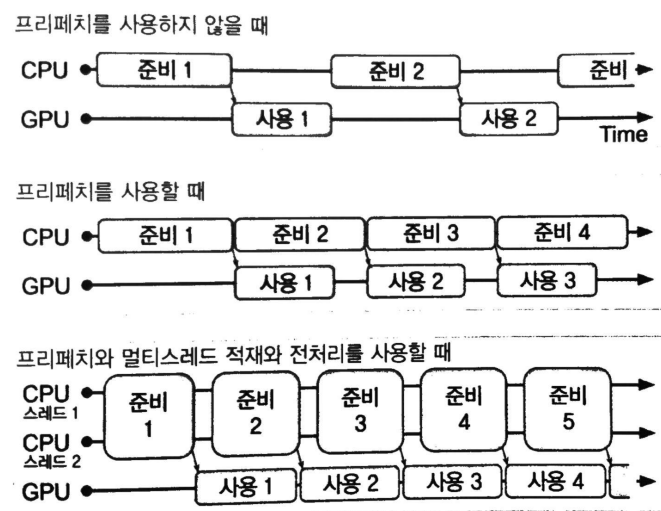 프리페치를 사용하지 않을 때
CPU 준비 1 준비 2 준비
GPU 사용 1 사용 2
Time
프리페치를 사용할 때
CPU 준비 1 준비 2 준비 3 준비 4
GPU 사용 1 사용 2 사용 3
프리페치와 멀티스레드 적재와 전처리를 사용할 때
CPU
스레드 1
CPU
스레드 2
준비 1
준비 2
준비 3
준비 4
준비 5
GPU 사용 1 사용 2 사용 3 사용 4